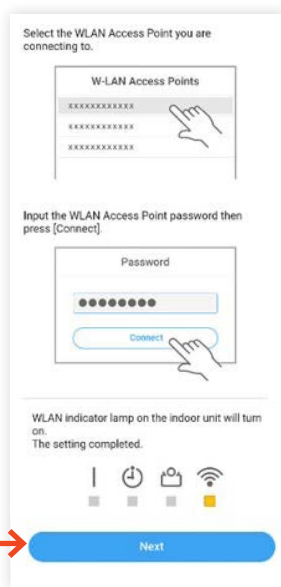 Select the WLAN Access Point you are
connecting to.
W-LAN Access Points
xxxxxxxxxxxx
xxxxxxxxxxxx
xxxxxxxxxxxx
Input the WLAN Access Point password then
press [Connect].
Password
●●●●●●●●
Connect
WLAN indicator lamp on the indoor unit will turn
on.
The setting completed.
Next